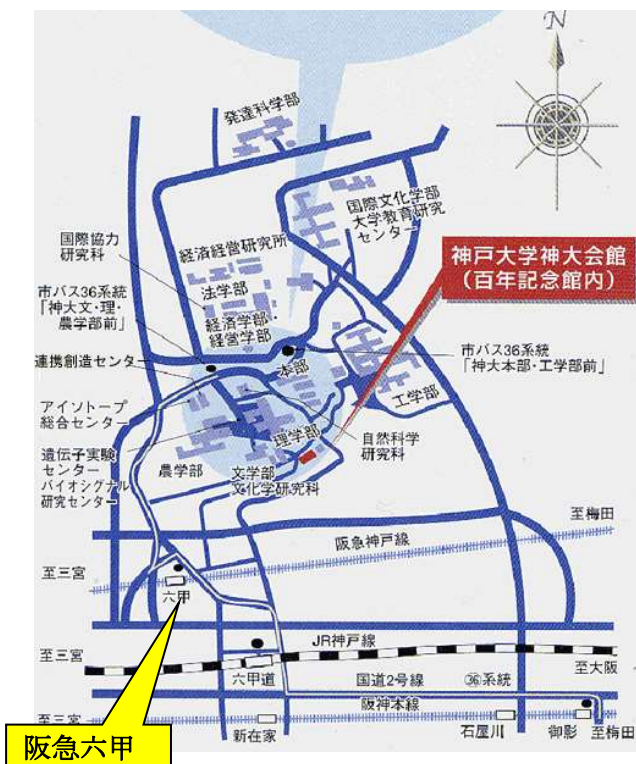 N
発達科学部
国際文化学部
大学教育研究
センター
国際協力
研究科
経済経営研究所
法学部
神戸大学神大会館
(百年記念館内)
市バス36系統
「神大文・理・
農学部前」
経済学部・
経営学部
連携創造センター
本部
市バス36系統
「神大本部・工学部前」
アイソトープ
総合センター
工学部
理学部
自然科学
研究科
遺伝子実験
センター
バイオシグナル
研究センター
農学部
文学部
文化学研究科
至梅田
阪急神戸線
至三宮
六甲
JR神戸線
至三宮
六甲道
国道2号線
㊱系統
至大阪
阪神本線
至三宮
新在家
石屋川
御影
至梅田
阪急六甲